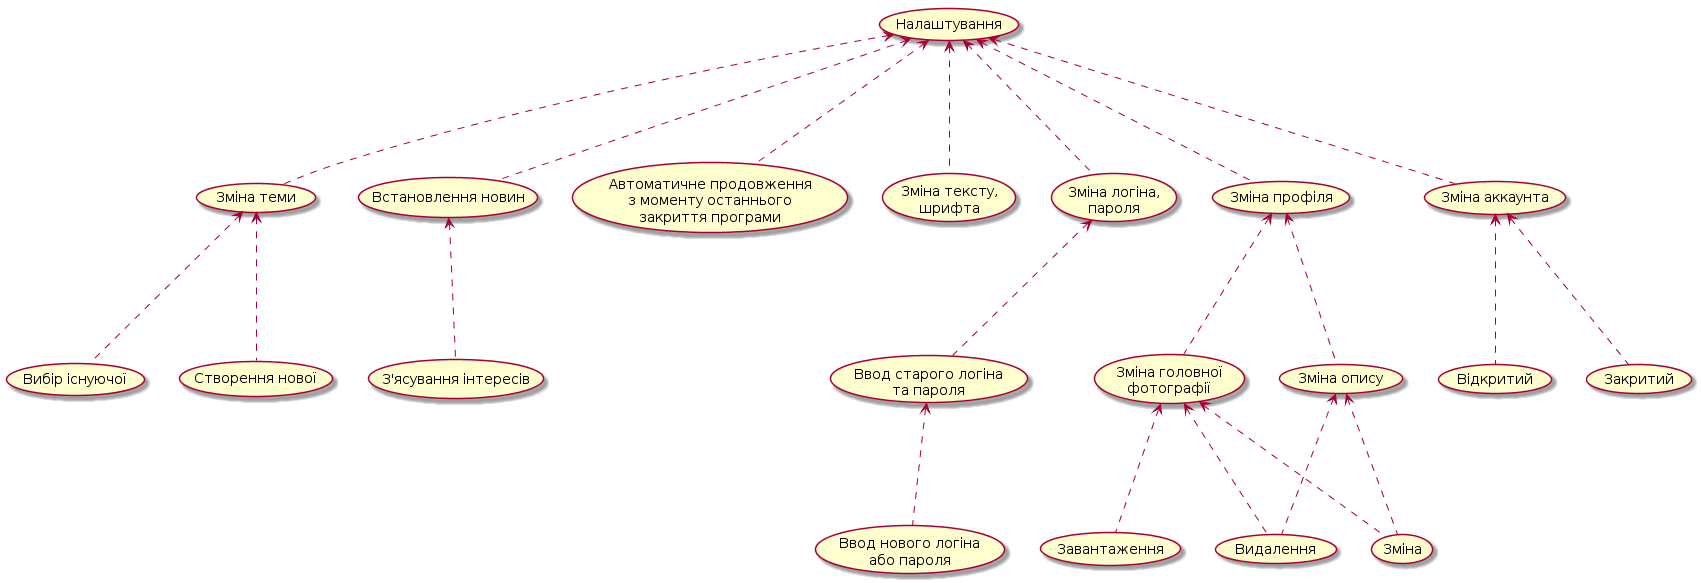 Налаштування
Зміна теми
Встановлення новин
Автоматичне продовження
з моменту останнього
закриття програми
Зміна тексту,
шрифта
Зміна логіна,
пароля
Зміна профіля
Зміна аккаунта
Вибір існуючої
Створення нової
З'ясування інтересів
Ввод старого логіна
та пароля
Зміна головної
фотографії
Зміна опису
Відкритий
Закритий
Ввод нового логіна
або пароля
Завантаження
Видалення
Зміна